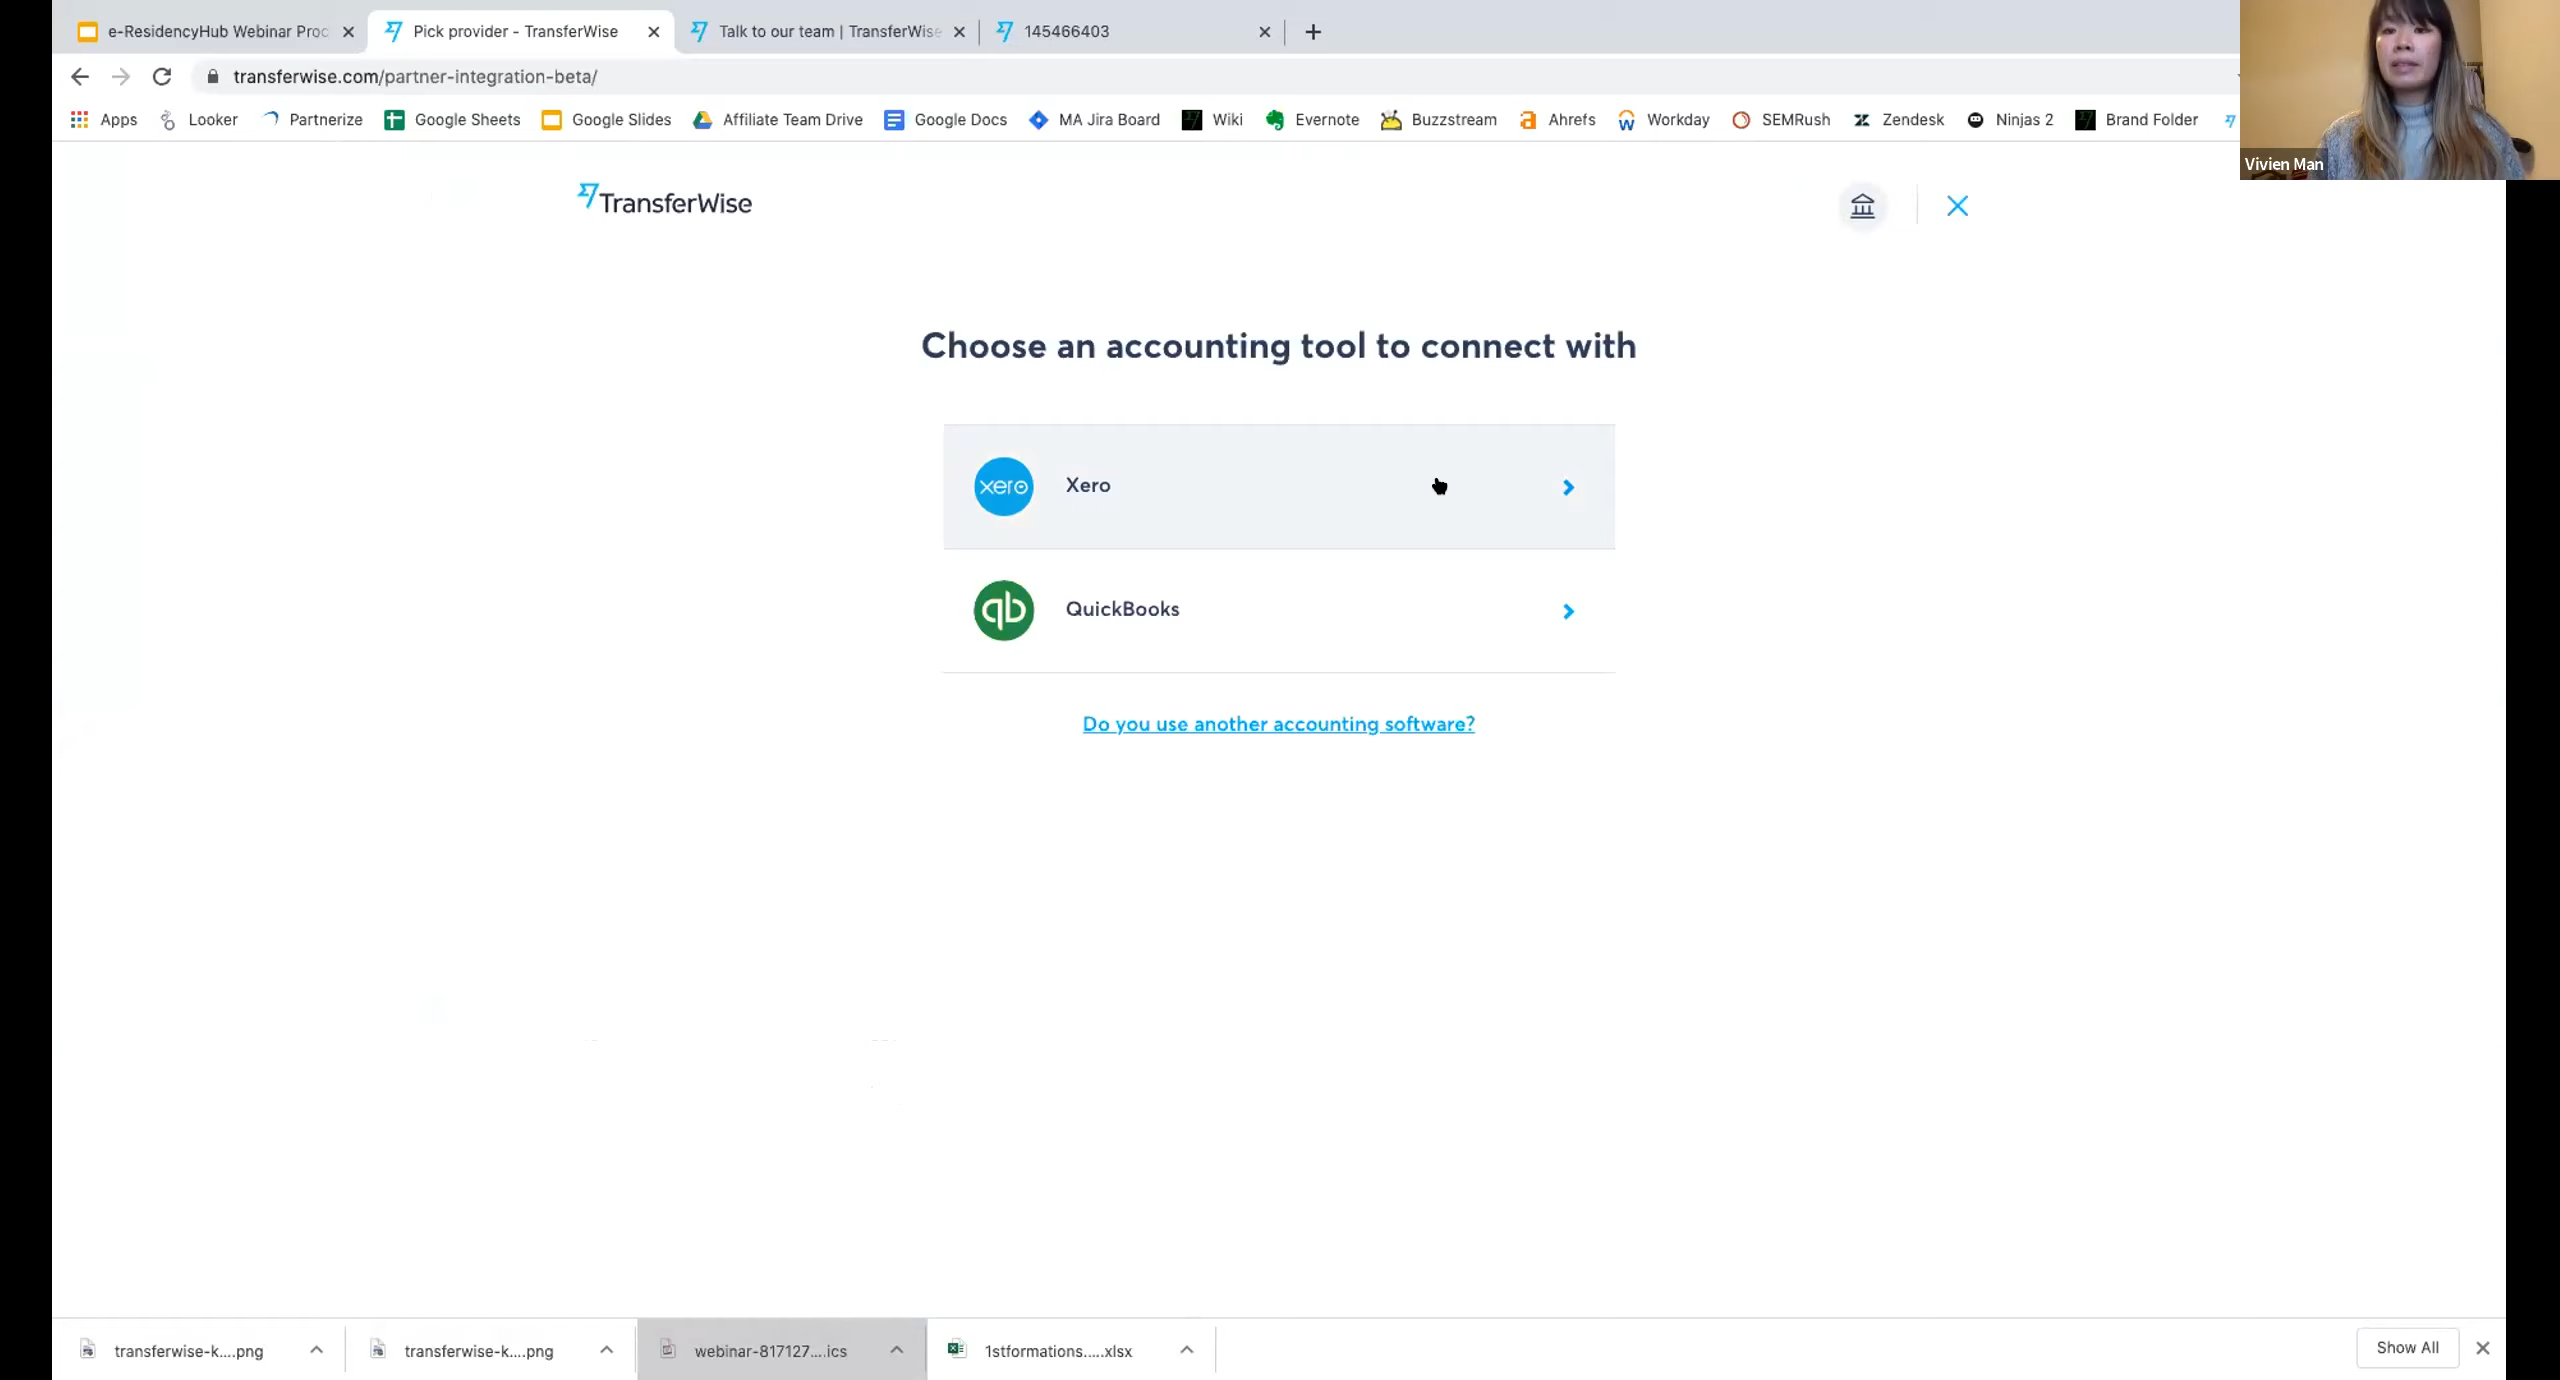 e-ResidencyHub Webinar Proc
Pick provider - TransferWise
Talk to our team | TransferWise
145466403
transferwise.com/partner-integration-beta/
Apps
Looker
Partnerize
Google Sheets
Google Slides
Affiliate Team Drive
Google Docs
MA Jira Board
Wiki
Evernote
Buzzstream
Ahrefs
Workday
SEMRush
Zendesk
Ninjas 2
Brand Folder
Vivien Man
TransferWise
Choose an accounting tool to connect with
xero
Xero
qb
QuickBooks
Do you use another accounting software?
transferwise-k....png
transferwise-k....png
webinar-817127....ics
1stformations.....xlsx
Show All